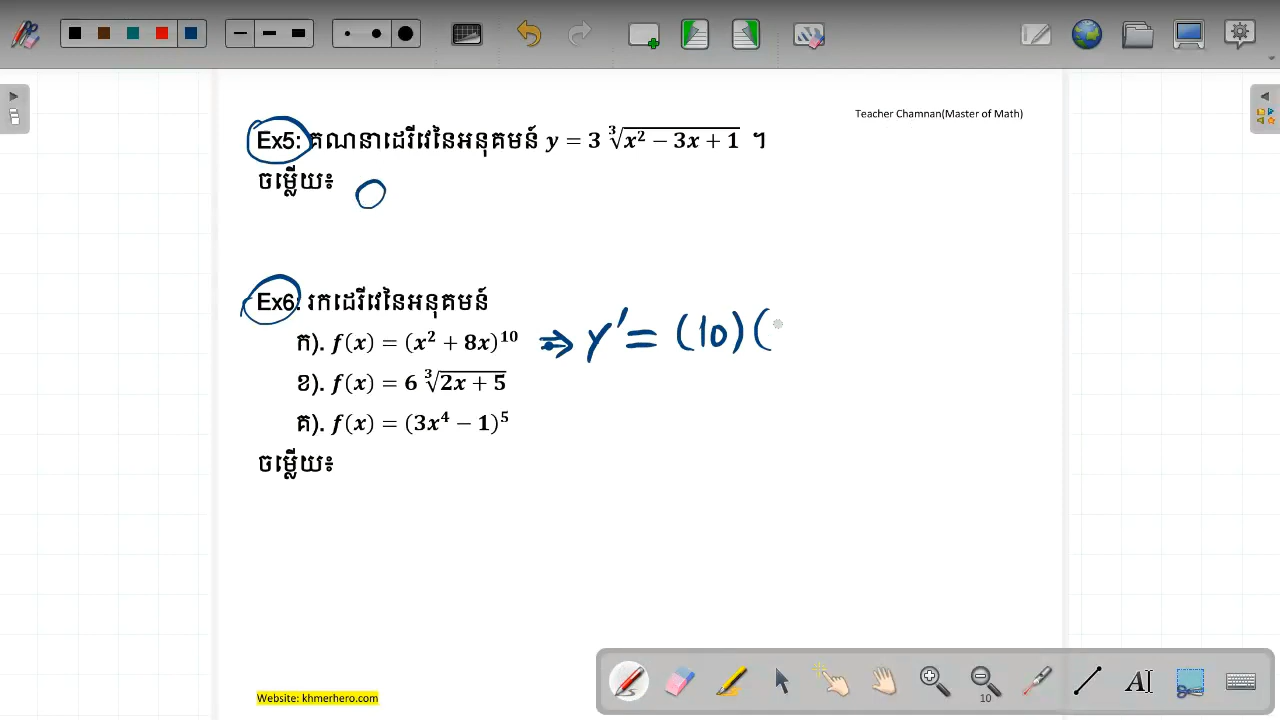 Teacher Chamnan(Master of Math)
Ex5: គណនាដេរីវេនៃអនុគមន៍ y = 3 ∛(x² − 3x + 1) ។
ចម្លើយ៖
Ex6: រកដេរីវេនៃអនុគមន៍
ក). f(x) = (x² + 8x)¹⁰ ⇒ y' = (10)(
ខ). f(x) = 6 ∛(2x + 5)
គ). f(x) = (3x⁴ − 1)⁵
ចម្លើយ៖
Website: khmerhero.com
10